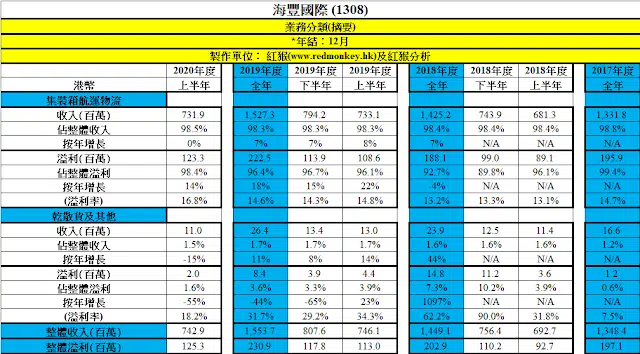 海豐國際 (1308)
業務分類(摘要)
*年結：12月
製作單位： 紅猴(www.redmonkey.hk)及紅猴分析
2020年度 2019年度 2019年度 2019年度 2018年度 2018年度 2018年度 2017年度
港幣 上半年 全年 下半年 上半年 全年 下半年 上半年 全年
集裝箱航運物流
收入(百萬) 731.9 1,527.3 794.2 733.1 1,425.2 743.9 681.3 1,331.8
佔整體收入 98.5% 98.3% 98.3% 98.3% 98.4% 98.4% 98.4% 98.8%
按年增長 0% 7% 7% 8% 7% N/A N/A N/A
溢利(百萬) 123.3 222.5 113.9 108.6 188.1 99.0 89.1 195.9
佔整體溢利 98.4% 96.4% 96.7% 96.1% 92.7% 89.8% 96.1% 99.4%
按年增長 14% 18% 15% 22% -4% N/A N/A N/A
(溢利率) 16.8% 14.6% 14.3% 14.8% 13.2% 13.3% 13.1% 14.7%
乾散貨及其他
收入(百萬) 11.0 26.4 13.4 13.0 23.9 12.5 11.4 16.6
佔整體收入 1.5% 1.7% 1.7% 1.7% 1.6% 1.6% 1.6% 1.2%
按年增長 -15% 11% 8% 14% 44% N/A N/A N/A
溢利(百萬) 2.0 8.4 3.9 4.4 14.8 11.2 3.6 1.2
佔整體溢利 1.6% 3.6% 3.3% 3.9% 7.3% 10.2% 3.9% 0.6%
按年增長 -55% -44% -65% 23% 1097% N/A N/A N/A
(溢利率) 18.2% 31.7% 29.2% 34.3% 62.2% 90.0% 31.8% 7.5%
整體收入(百萬) 742.9 1,553.7 807.6 746.1 1,449.1 756.4 692.7 1,348.4
整體溢利(百萬) 125.3 230.9 117.8 113.0 202.9 110.2 92.7 197.1